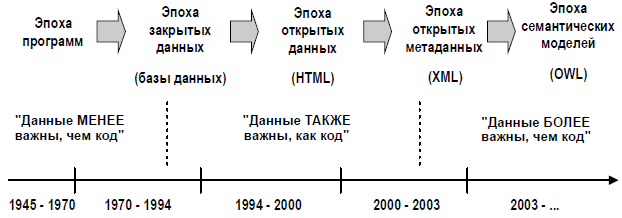 Эпоха
программ
Эпоха
закрытых
данных
(базы данных)
Эпоха
открытых
данных
(HTML)
Эпоха
открытых
метаданных
(XML)
Эпоха
семантических
моделей
(OWL)
"Данные МЕНЕЕ
важны, чем код"
"Данные ТАКЖЕ
важны, как код"
"Данные БОЛЕЕ
важны, чем код"
1945 - 1970
1970 - 1994
1994 - 2000
2000 - 2003
2003 - ...